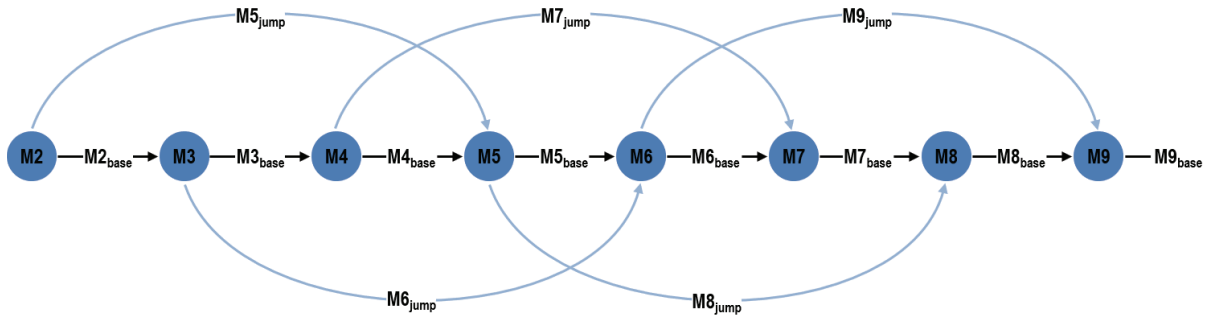 M5jump M7jump M9jump
M2 M2base M3 M3base M4 M4base M5 M5base M6 M6base M7 M7base M8 M8base M9 M9base
M6jump M8jump